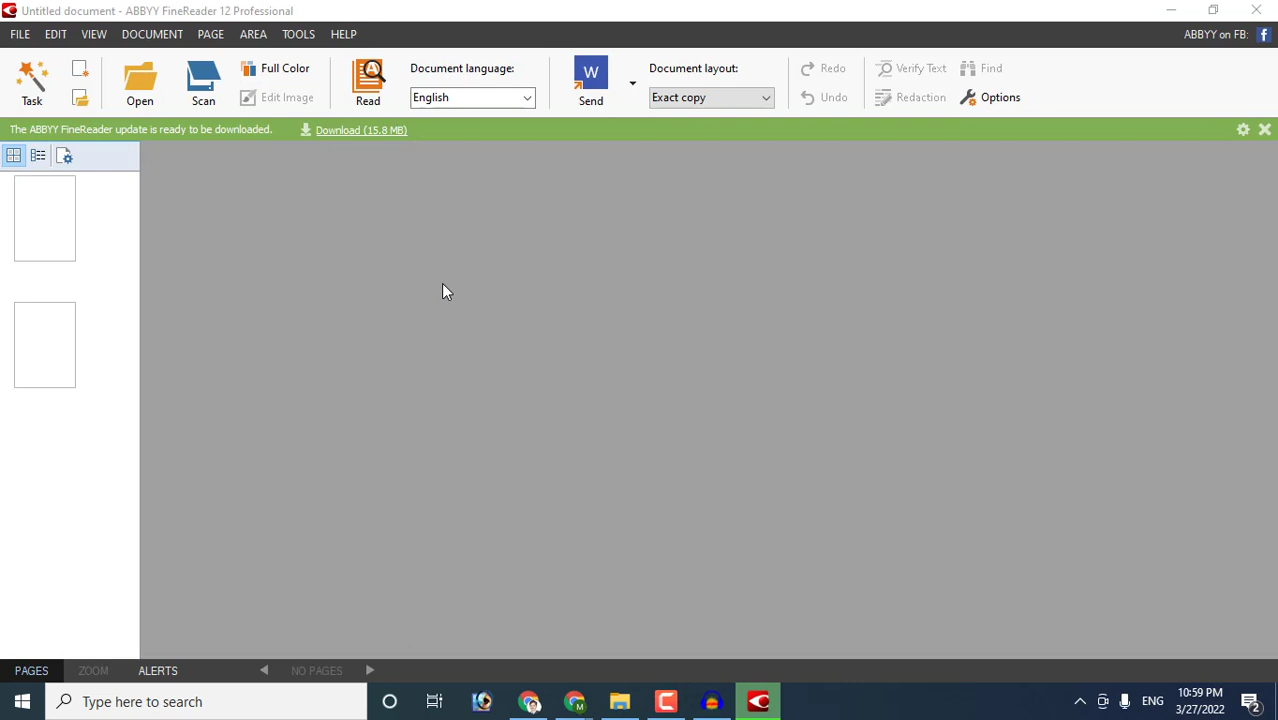 Untitled document - ABBYY FineReader 12 Professional
FILE EDIT VIEW DOCUMENT PAGE AREA TOOLS HELP ABBYY on FB: f
Full Color Document language: Document layout: Redo Verify Text Find
Task Open Scan Edit Image A Read English W Send Exact copy Undo Redaction Options
The ABBYY FineReader update is ready to be downloaded. Download (15.8 MB)
PAGES ZOOM ALERTS NO PAGES
Type here to search M ENG 10:59 PM
3/27/2022 2